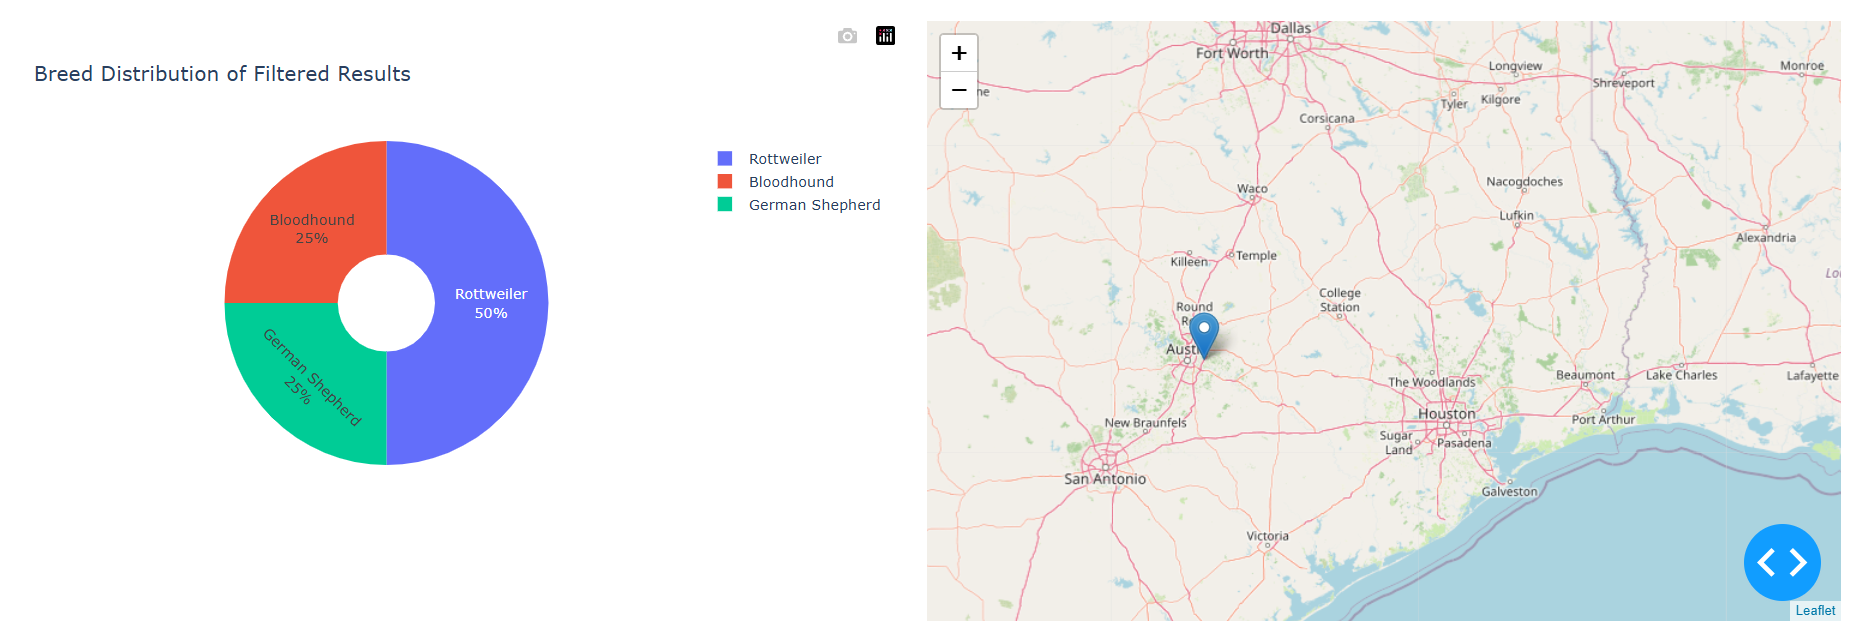 Breed Distribution of Filtered Results
Bloodhound
25%
Rottweiler
50%
German Shepherd
25%
Rottweiler
Bloodhound
German Shepherd
+
−
Dallas
Fort Worth
Longview
Monroe
Shreveport
Tyler
Kilgore
Corsicana
Waco
Nacogdoches
Lufkin
Alexandria
Killeen
Temple
College
Station
Round
Austin
The Woodlands
Beaumont
Lake Charles
Lafayette
Houston
Port Arthur
New Braunfels
Sugar
Land
Pasadena
San Antonio
Galveston
Victoria
Leaflet